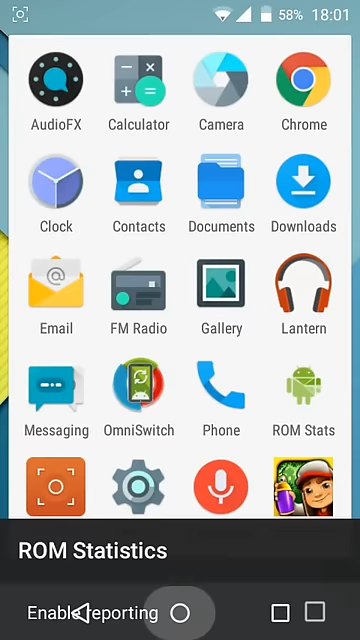 58% 18:01
AudioFX Calculator Camera Chrome
Clock Contacts Documents Downloads
Email FM Radio Gallery Lantern
Messaging OmniSwitch Phone ROM Stats
ROM Statistics
Enable reporting